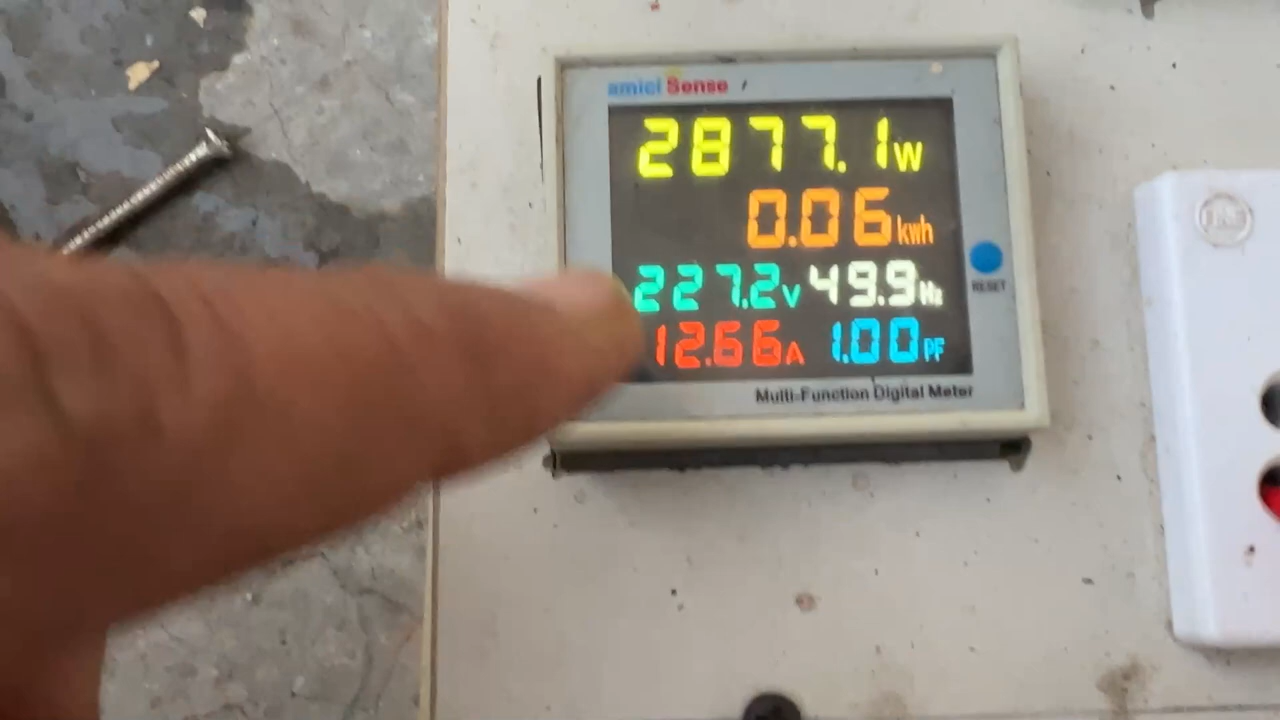 amici Sense
2877.1W
0.06kwh
227.2V 49.9Hz
RESET
12.66A 1.00PF
Multi-Function Digital Meter